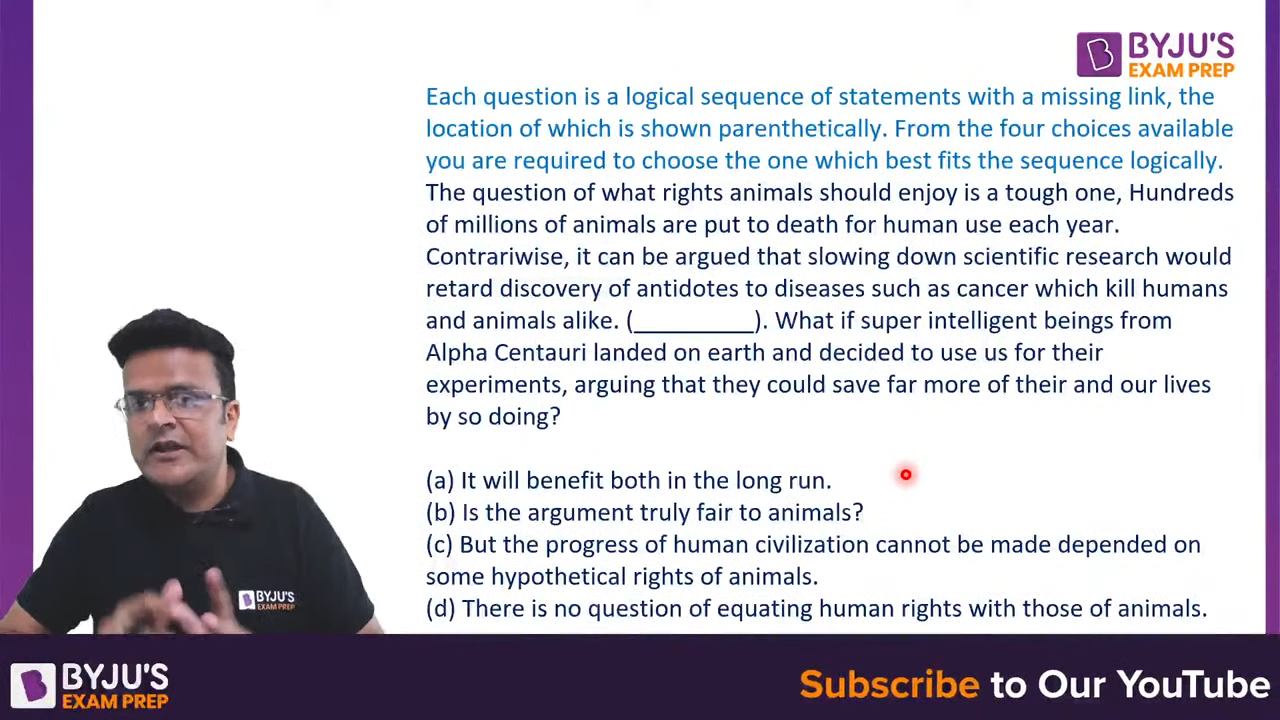 BYJU'S
EXAM PREP
Each question is a logical sequence of statements with a missing link, the
location of which is shown parenthetically. From the four choices available
you are required to choose the one which best fits the sequence logically.
The question of what rights animals should enjoy is a tough one, Hundreds
of millions of animals are put to death for human use each year.
Contrariwise, it can be argued that slowing down scientific research would
retard discovery of antidotes to diseases such as cancer which kill humans
and animals alike. (_________). What if super intelligent beings from
Alpha Centauri landed on earth and decided to use us for their
experiments, arguing that they could save far more of their and our lives
by so doing?
(a) It will benefit both in the long run.
(b) Is the argument truly fair to animals?
(c) But the progress of human civilization cannot be made depended on
some hypothetical rights of animals.
(d) There is no question of equating human rights with those of animals.
BYJU'S
EXAM PREP
BYJU'S
EXAM PREP
Subscribe to Our YouTube